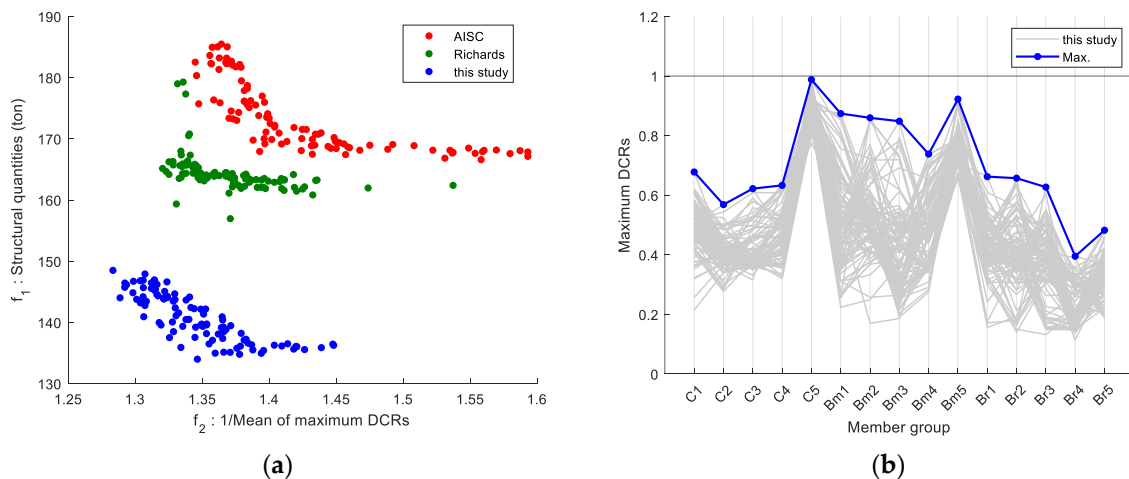 AISC
Richards
this study
f1 : Structural quantities (ton)
190
180
170
160
150
140
130
1.25
1.3
1.35
1.4
1.45
1.5
1.55
1.6
f2 : 1/Mean of maximum DCRs
(a)
this study
Max.
Maximum DCRs
1.2
1
0.8
0.6
0.4
0.2
0
C1
C2
C3
C4
C5
Bm1
Bm2
Bm3
Bm4
Bm5
Br1
Br2
Br3
Br4
Br5
Member group
(b)